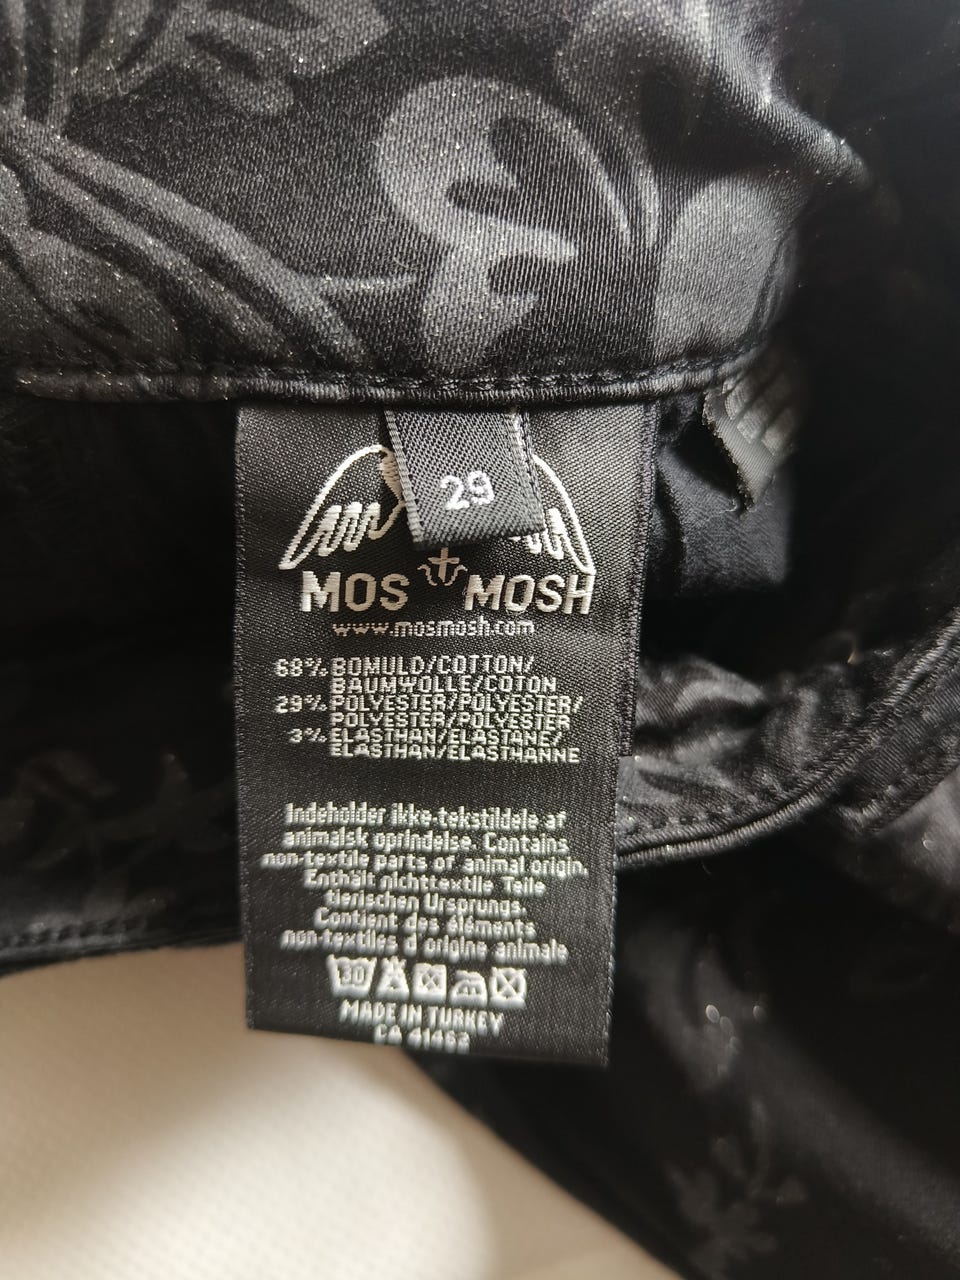 29
MOS MOSH
www.mosmosh.com
68% BOMULD/COTTON/
BAUMWOLLE/COTON
29% POLYESTER/POLYESTER/
POLYESTER/POLYESTER
3% ELASTHAN/ELASTANE/
ELASTHAN/ELASTHANNE
Indeholder ikke-tekstildele af
animalsk oprindelse. Contains
non-textile parts of animal origin.
Enthält nichttextile Teile
tierischen Ursprungs.
Contient des éléments
non-textiles d'origine animale
30
MADE IN TURKEY
CA